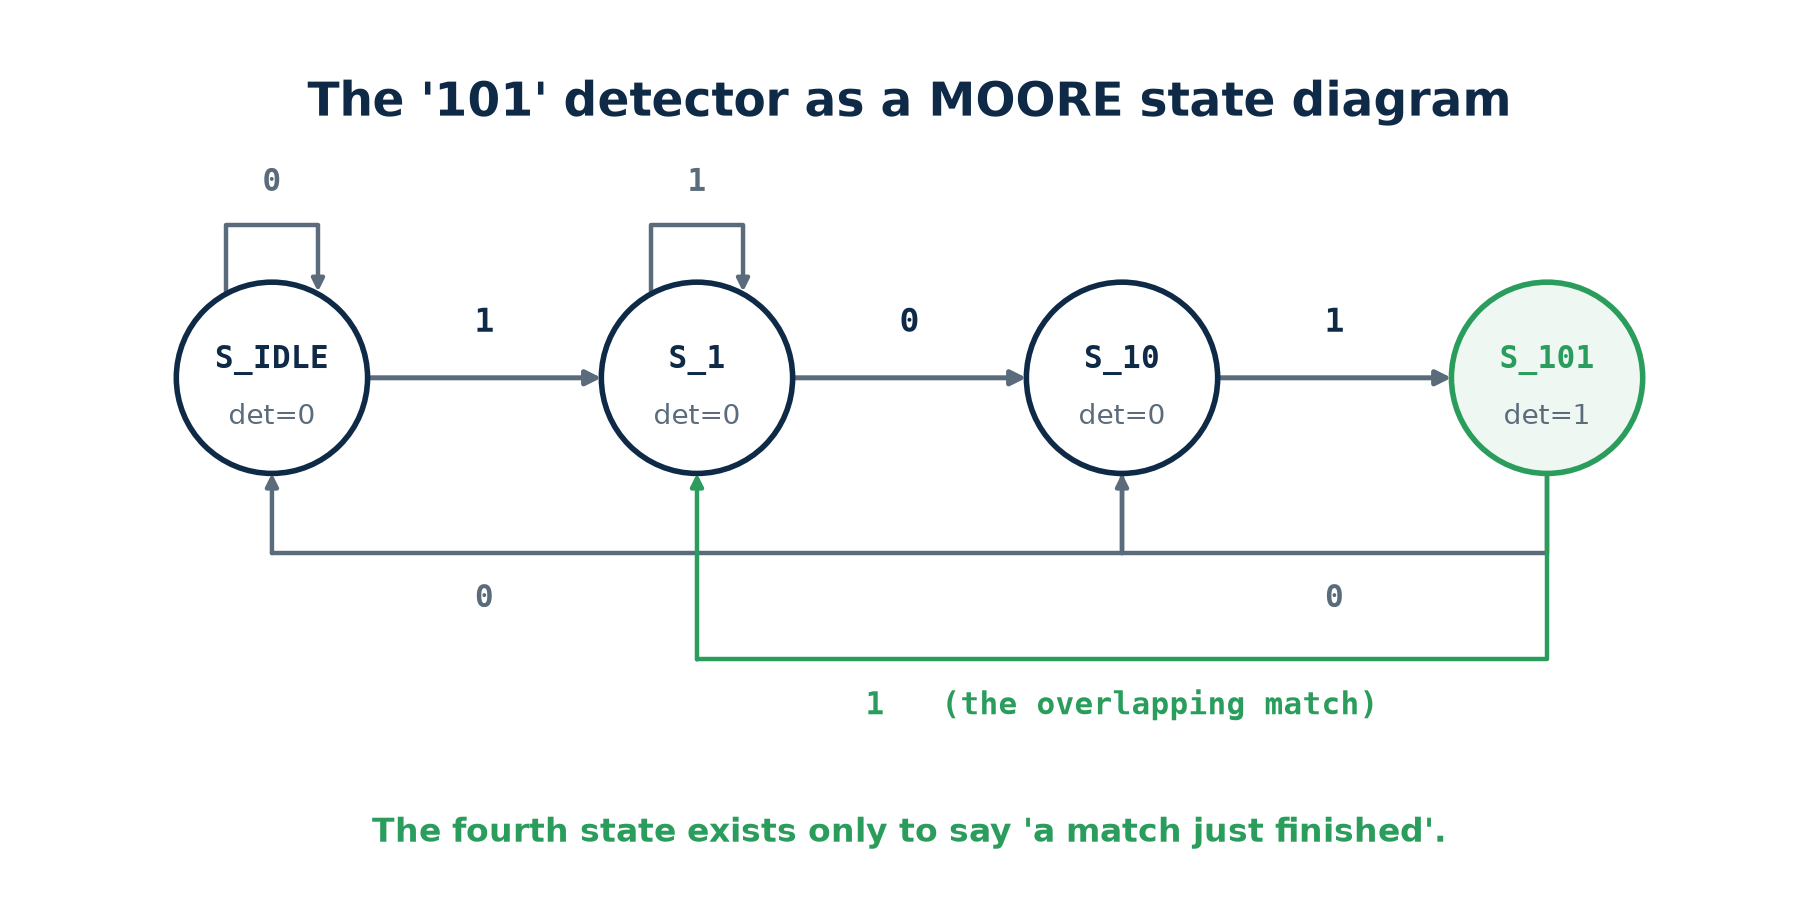 The '101' detector as a MOORE state diagram
0
1
1
0
1
S_IDLE
det=0
S_1
det=0
S_10
det=0
S_101
det=1
0
0
1 (the overlapping match)
The fourth state exists only to say 'a match just finished'.